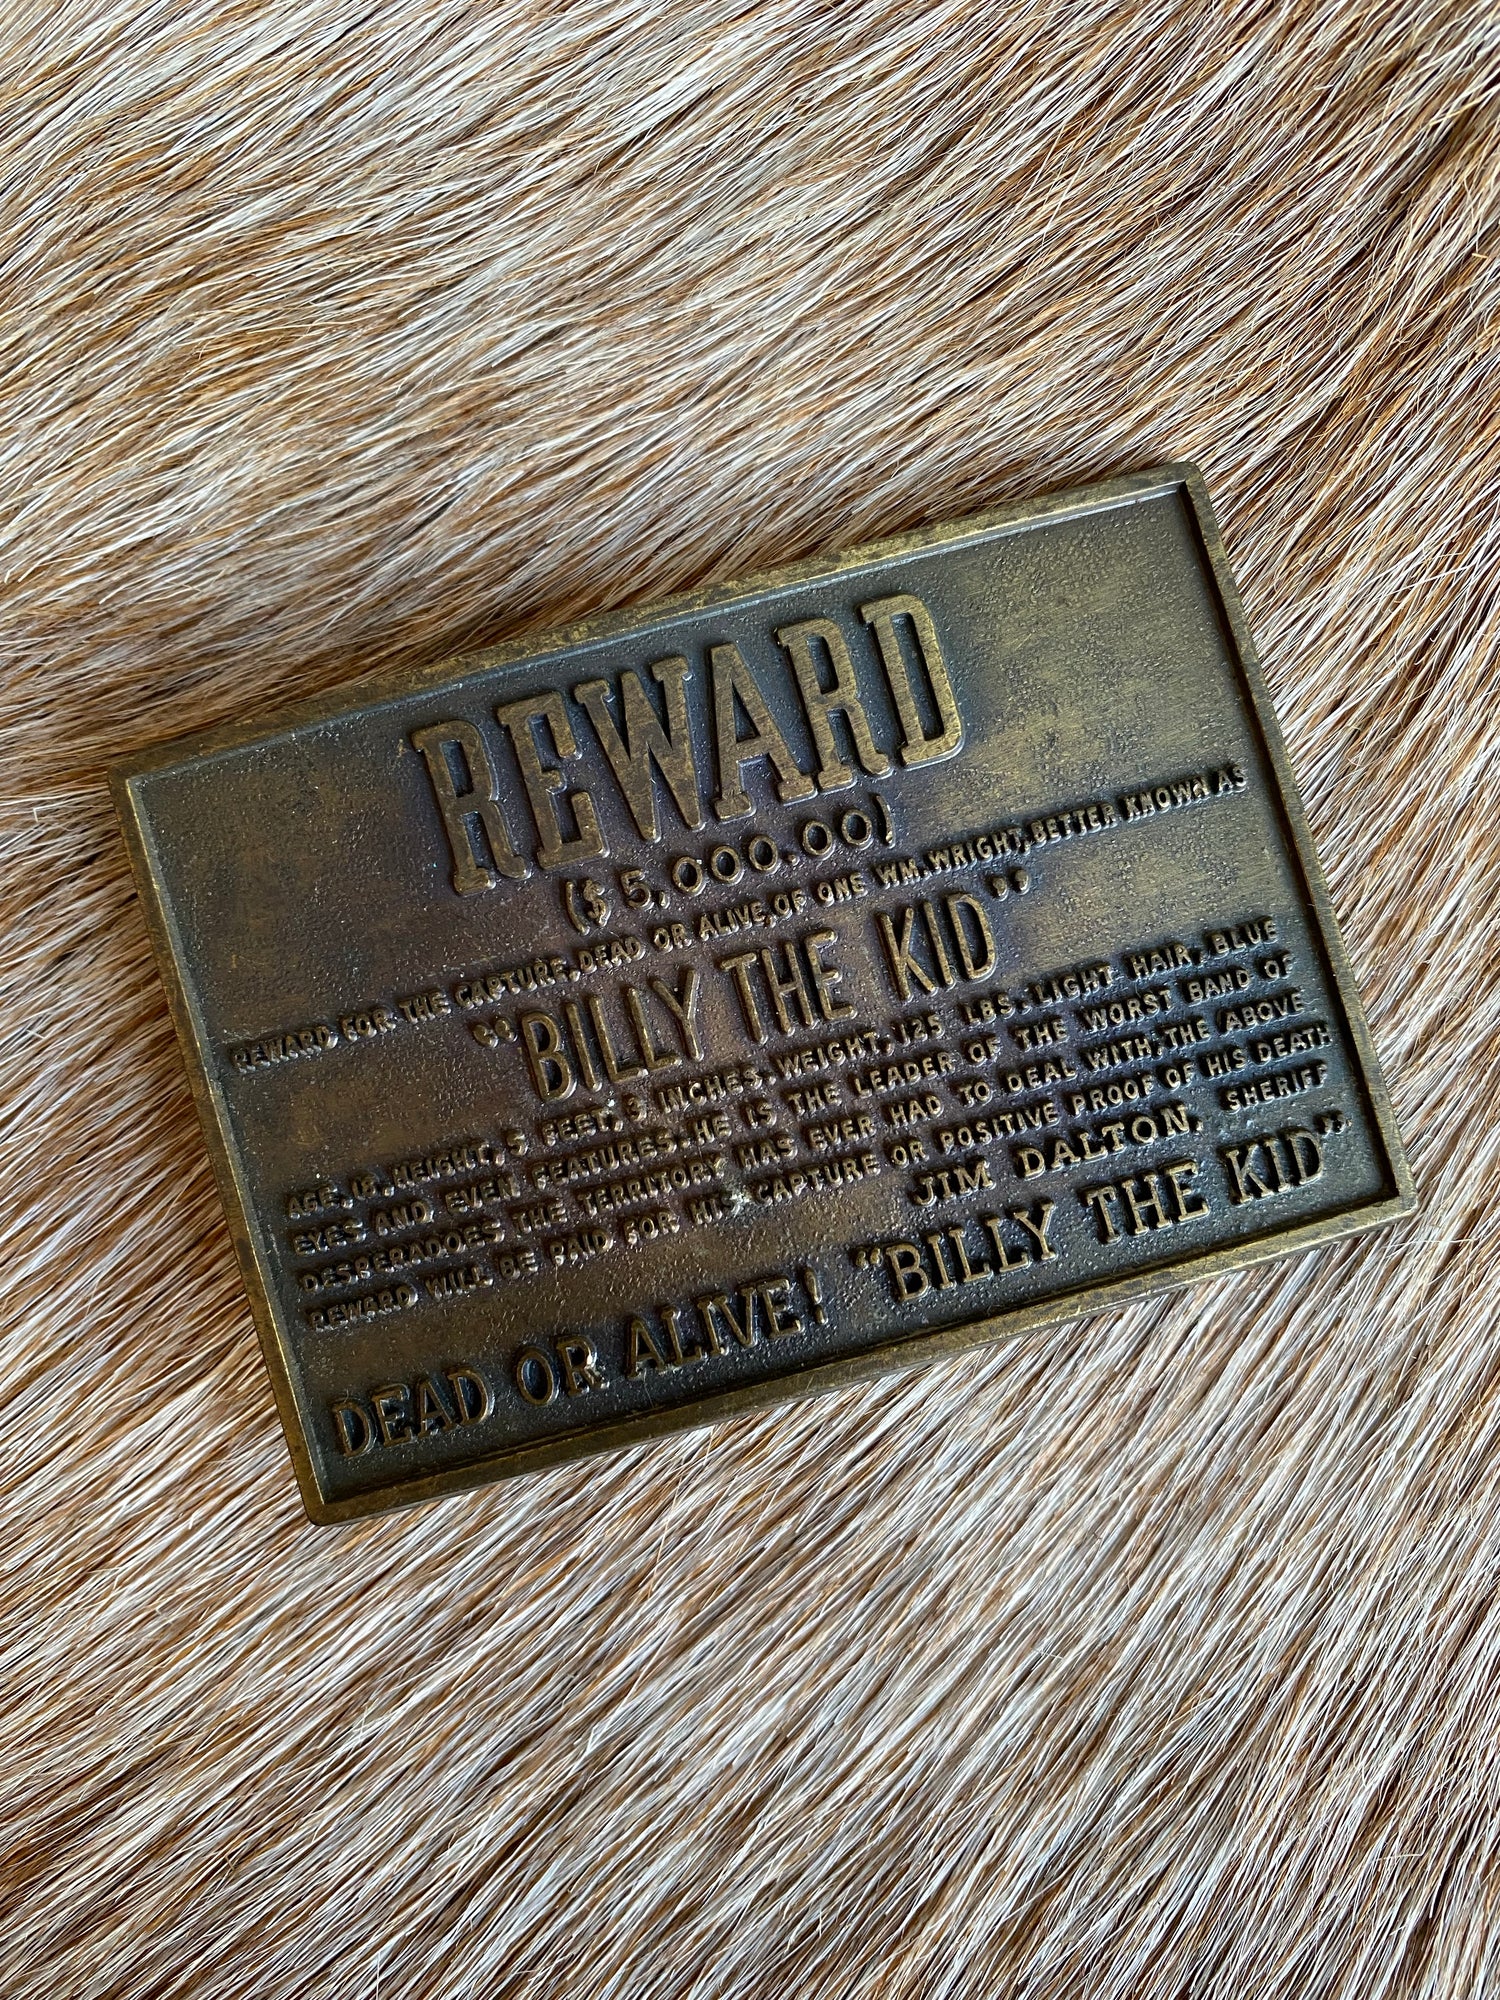 REWARD
($5,000.00)
REWARD FOR THE CAPTURE, DEAD OR ALIVE, OF ONE WM. WRIGHT, BETTER KNOWN AS
"BILLY THE KID"
AGE, 18. HEIGHT, 5 FEET, 3 INCHES. WEIGHT, 125 LBS. LIGHT HAIR, BLUE
EYES AND EVEN FEATURES. HE IS THE LEADER OF THE WORST BAND OF
DESPERADOES THE TERRITORY HAS EVER HAD TO DEAL WITH. THE ABOVE
REWARD WILL BE PAID FOR HIS CAPTURE OR POSITIVE PROOF OF HIS DEATH
JIM DALTON, SHERIFF
DEAD OR ALIVE! "BILLY THE KID"